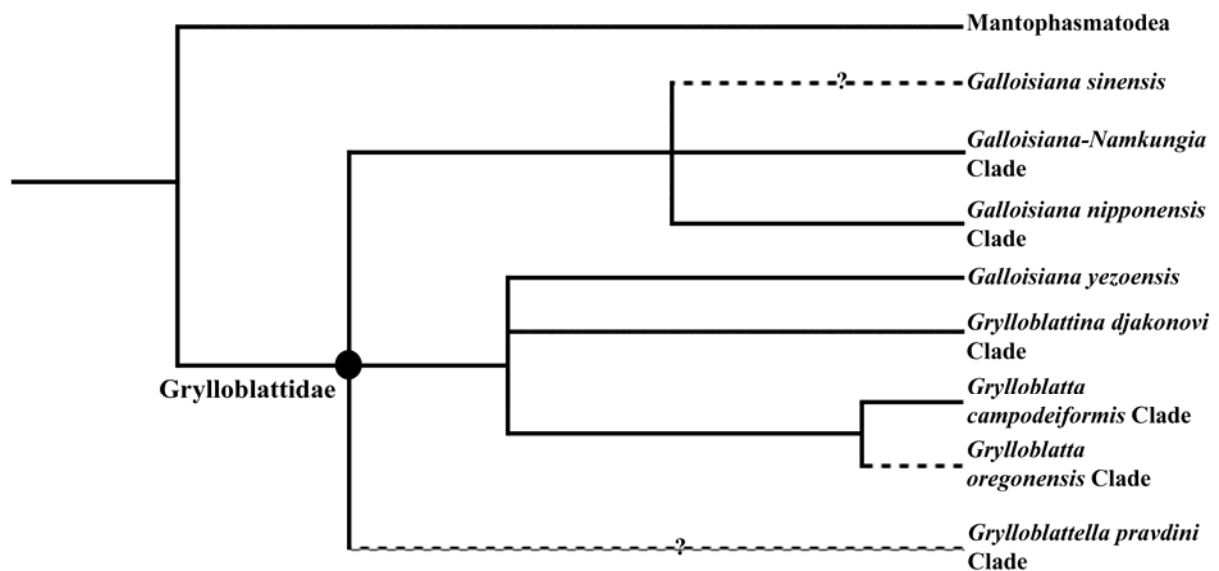 Mantophasmatodea
?
Galloisiana sinensis
Galloisiana-Namkungia
Clade
Galloisiana nipponensis
Clade
Galloisiana yezoensis
Grylloblattina djakonovi
Clade
Grylloblattidae
Grylloblatta
campodeiformis Clade
Grylloblatta
oregonensis Clade
?
Grylloblattella pravdini
Clade